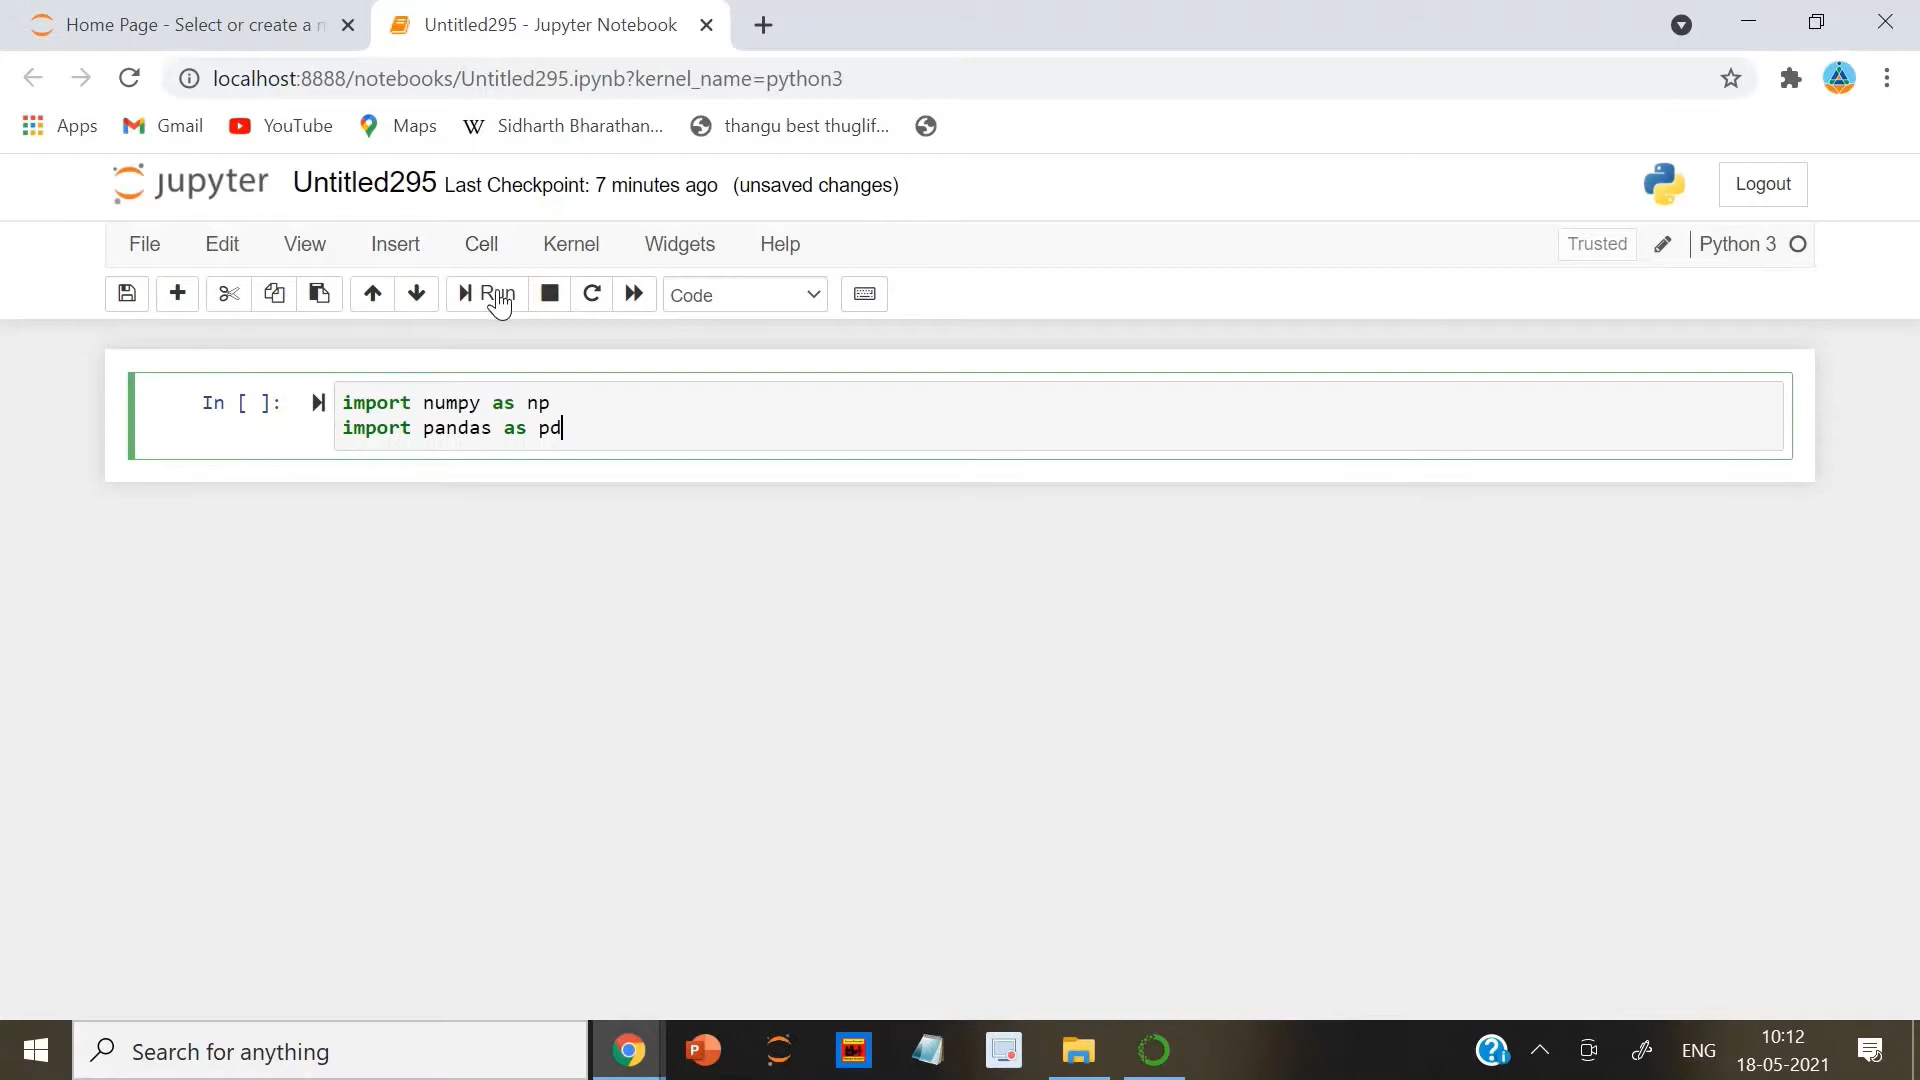 Home Page - Select or create a n
Untitled295 - Jupyter Notebook
localhost:8888/notebooks/Untitled295.ipynb?kernel_name=python3
Apps Gmail YouTube Maps W Sidharth Bharathan... thangu best thuglif...
jupyter Untitled295 Last Checkpoint: 7 minutes ago (unsaved changes) Logout
File Edit View Insert Cell Kernel Widgets Help Trusted Python 3
Run Code
In [ ]: import numpy as np
import pandas as pd
Search for anything
ENG
10:12
18-05-2021